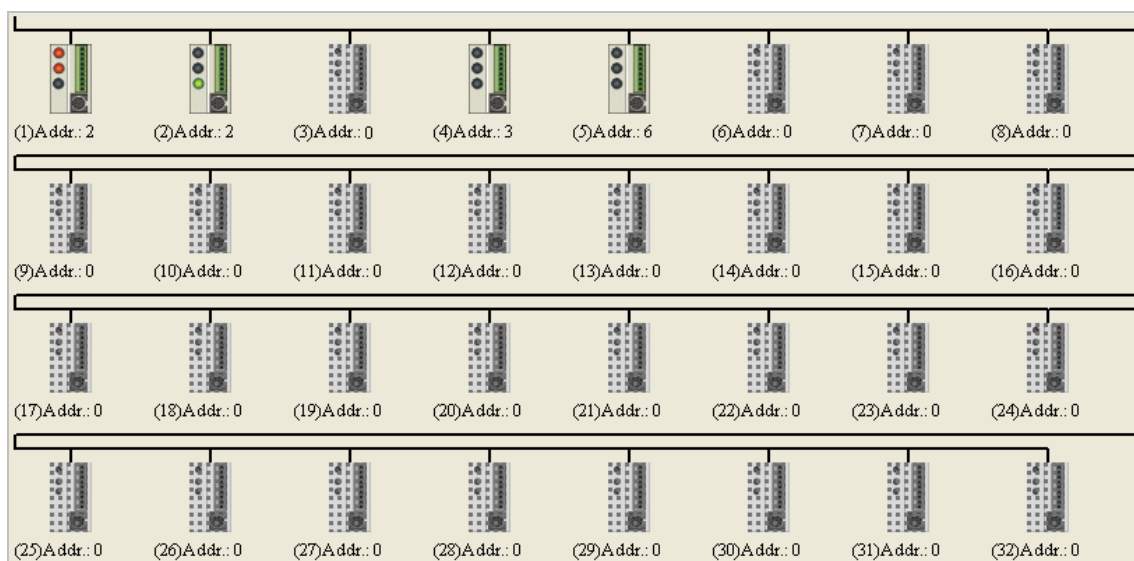 (1)Addr.: 2 (2)Addr.: 2 (3)Addr.: 0 (4)Addr.: 3 (5)Addr.: 6 (6)Addr.: 0 (7)Addr.: 0 (8)Addr.: 0
(9)Addr.: 0 (10)Addr.: 0 (11)Addr.: 0 (12)Addr.: 0 (13)Addr.: 0 (14)Addr.: 0 (15)Addr.: 0 (16)Addr.: 0
(17)Addr.: 0 (18)Addr.: 0 (19)Addr.: 0 (20)Addr.: 0 (21)Addr.: 0 (22)Addr.: 0 (23)Addr.: 0 (24)Addr.: 0
(25)Addr.: 0 (26)Addr.: 0 (27)Addr.: 0 (28)Addr.: 0 (29)Addr.: 0 (30)Addr.: 0 (31)Addr.: 0 (32)Addr.: 0